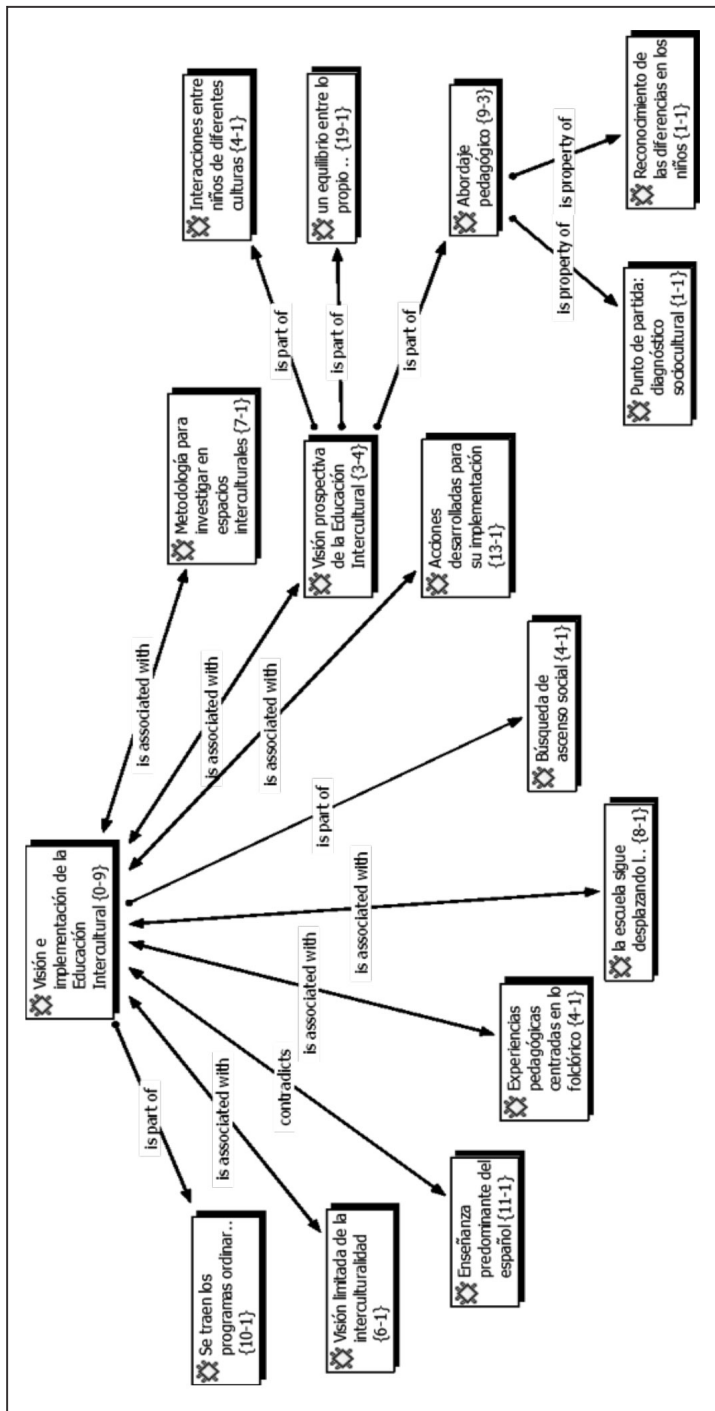 Visión e
implementación de la
Educación
Intercultural {0-9}
is part of
is associated with
contradicts
is associated with
is associated with
is part of
is associated with
is associated with
is associated with
Se traen los
programas ordinar..
{10-1}
Visión limitada de la
interculturalidad
{6-1}
Enseñanza
predominante del
español {11-1}
Experiencias
pedagógicas
centradas en lo
folclórico {4-1}
la escuela sigue
desplazando l.. {8-1}
Búsqueda de
ascenso social {4-1}
Acciones
desarrolladas para
su implementación
{13-1}
Visión prospectiva
de la Educación
Intercultural {3-4}
Metodología para
investigar en
espacios
interculturales {7-1}
is part of
is part of
is part of
Interacciones entre
niños de diferentes
culturas {4-1}
un equilibrio entre lo
propio .. {19-1}
Abordaje
pedagógico {9-3}
is property of
is property of
Punto de partida:
diagnóstico
sociocultural {1-1}
Reconocimiento de
las diferencias en los
niños {1-1}